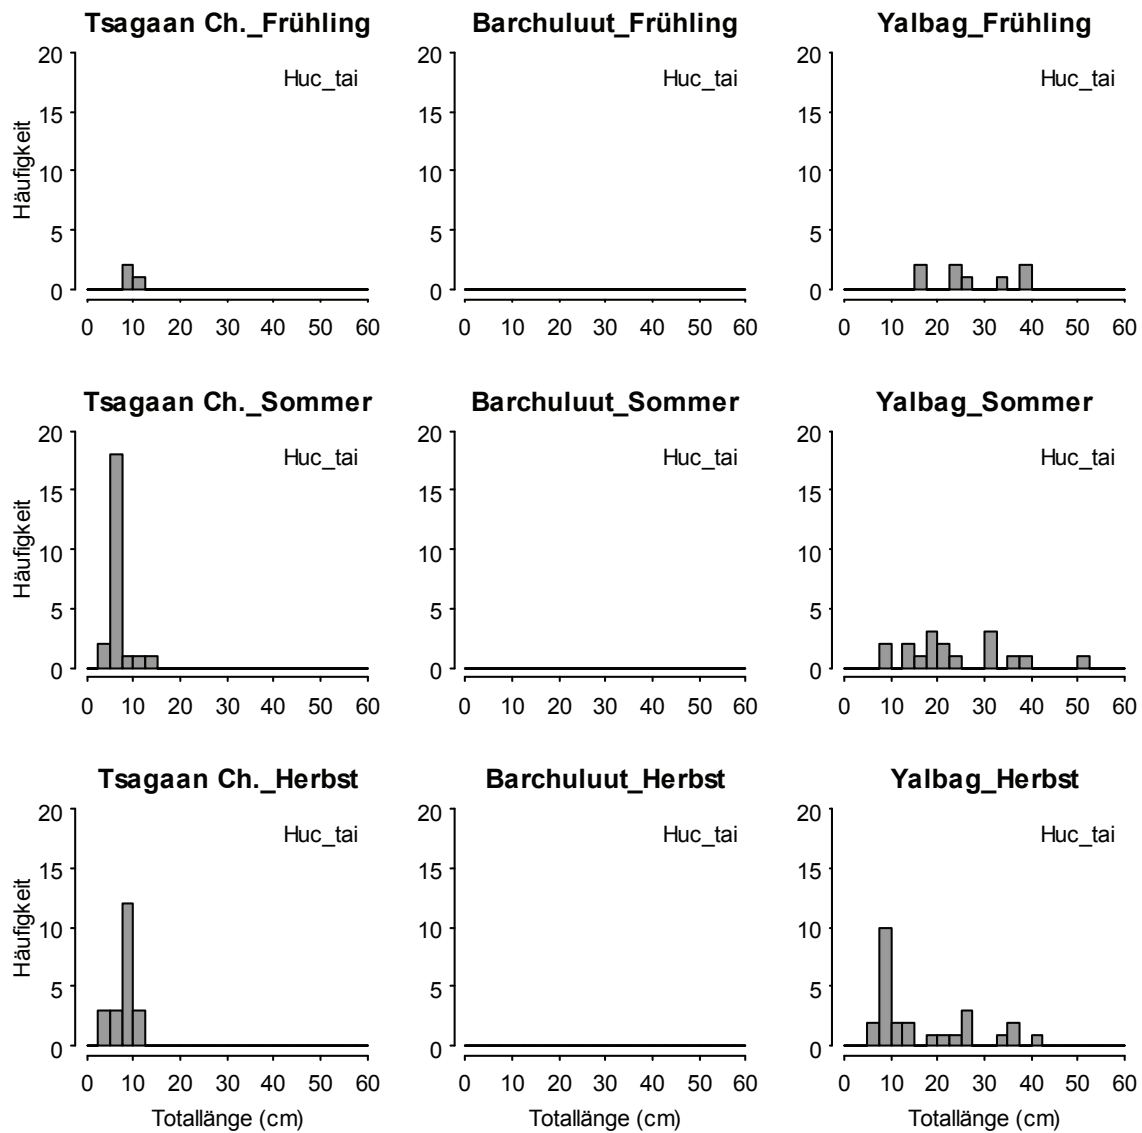 Tsagaan Ch._Frühling Barchuluut_Frühling Yalbag_Frühling
20 20 20
Huc_tai Huc_tai Huc_tai
15 15 15
Häufigkeit
10 10 10
5 5 5
0 0 0
0 10 20 30 40 50 60 0 10 20 30 40 50 60 0 10 20 30 40 50 60
Tsagaan Ch._Sommer Barchuluut_Sommer Yalbag_Sommer
20 20 20
Huc_tai Huc_tai Huc_tai
15 15 15
Häufigkeit
10 10 10
5 5 5
0 0 0
0 10 20 30 40 50 60 0 10 20 30 40 50 60 0 10 20 30 40 50 60
Tsagaan Ch._Herbst Barchuluut_Herbst Yalbag_Herbst
20 20 20
Huc_tai Huc_tai Huc_tai
15 15 15
Häufigkeit
10 10 10
5 5 5
0 0 0
0 10 20 30 40 50 60 0 10 20 30 40 50 60 0 10 20 30 40 50 60
Totallänge (cm) Totallänge (cm) Totallänge (cm)